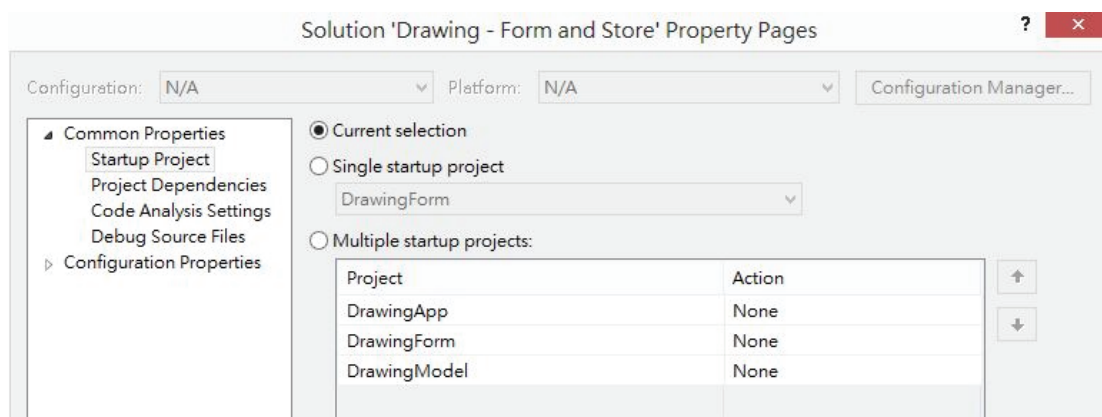 Solution 'Drawing - Form and Store' Property Pages ? ×
Configuration: N/A Platform: N/A Configuration Manager...
Common Properties
Startup Project
Project Dependencies
Code Analysis Settings
Debug Source Files
Configuration Properties
Current selection
Single startup project
DrawingForm
Multiple startup projects:
Project Action
DrawingApp None
DrawingForm None
DrawingModel None